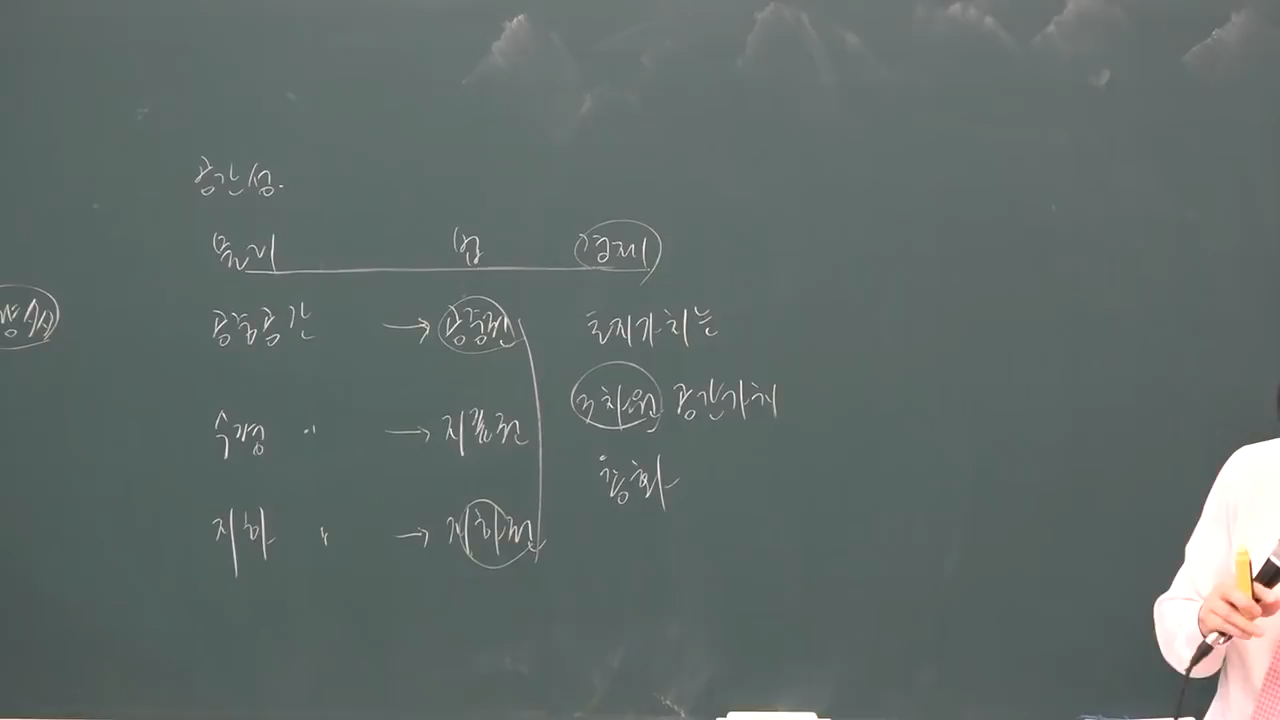 공간성.
물리 법 경제
공중공간 → 공중권 토지가치는
3차원 공간가치
수평 〃 → 지표권
총화
지하 〃 → 지하권